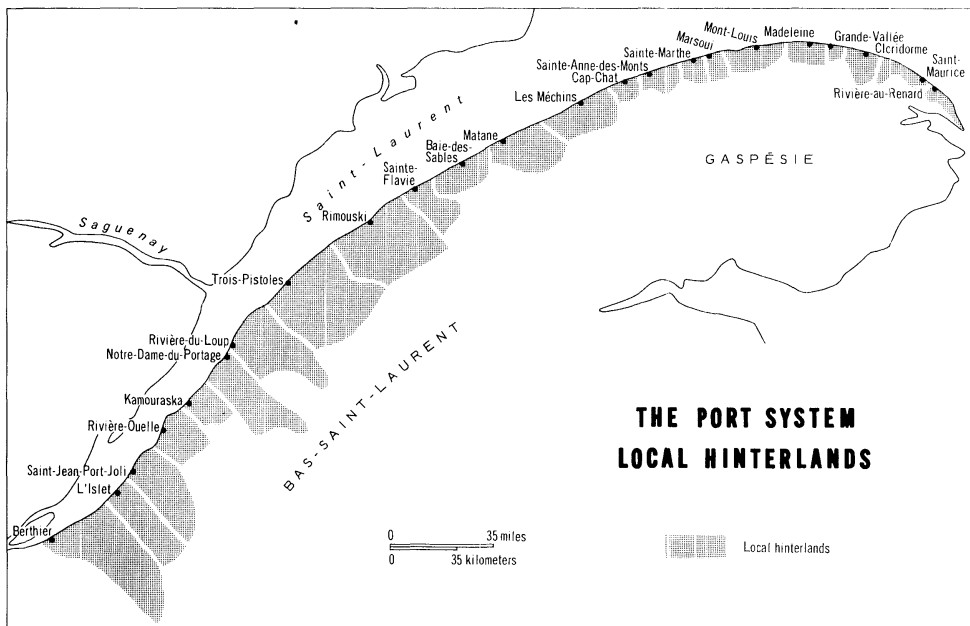 Saint-Maurice
Rivière-au-Renard
Clcridorme
Grande-Vallée
Madeleine
Mont-Louis
Marsoui
Sainte-Marthe
Sainte-Anne-des-Monts
Cap-Chat
Les Méchins
Matane
Baie-des-Sables
Sainte-Flavie
Rimouski
Trois-Pistoles
Rivière-du-Loup
Notre-Dame-du-Portage
Kamouraska
Rivière-Ouelle
Saint-Jean-Port-Joli
L'Islet
Berthier
Saint-Laurent
Saguenay
GASPÉSIE
BAS-SAINT-LAURENT
THE PORT SYSTEM
LOCAL HINTERLANDS
0 35 miles
0 35 kilometers
Local hinterlands